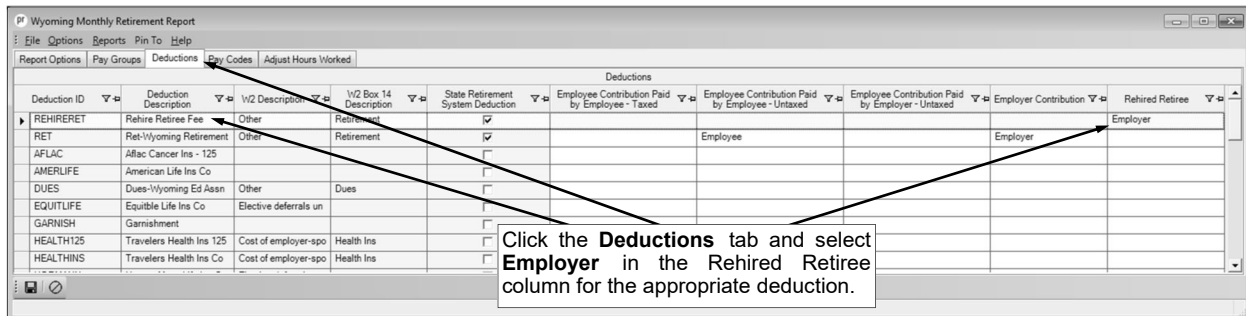 pr Wyoming Monthly Retirement Report
File Options Reports Pin To Help
Report Options Pay Groups Deductions Pay Codes Adjust Hours Worked
Deductions
Deduction ID Deduction Description W2 Description W2 Box 14 Description State Retirement System Deduction Employee Contribution Paid by Employee - Taxed Employee Contribution Paid by Employee - Untaxed Employee Contribution Paid by Employer - Untaxed Employer Contribution Rehired Retiree
REHIRERET Rehire Retiree Fee Other Retirement Employer
RET Ret-Wyoming Retirement Other Retirement Employee Employer
AFLAC Aflac Cancer Ins - 125
AMERLIFE American Life Ins Co
DUES Dues-Wyoming Ed Assn Other Dues
EQUITLIFE Equitble Life Ins Co Elective deferrals un
GARNISH Garnishment
HEALTH125 Travelers Health Ins 125 Cost of employer-spo Health Ins
HEALTHINS Travelers Health Ins Co Cost of employer-spo Health Ins
Click the Deductions tab and select
Employer in the Rehired Retiree
column for the appropriate deduction.